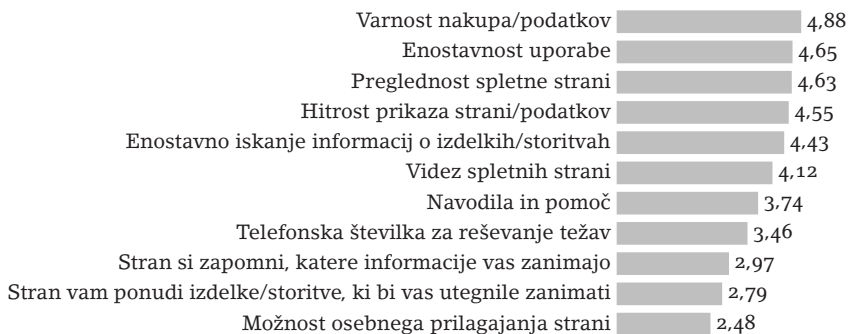 Varnost nakupa/podatkov 4,88
Enostavnost uporabe 4,65
Preglednost spletne strani 4,63
Hitrost prikaza strani/podatkov 4,55
Enostavno iskanje informacij o izdelkih/storitvah 4,43
Videz spletnih strani 4,12
Navodila in pomoč 3,74
Telefonska številka za reševanje težav 3,46
Stran si zapomni, katere informacije vas zanimajo 2,97
Stran vam ponudi izdelke/storitve, ki bi vas utegnile zanimati 2,79
Možnost osebnega prilagajanja strani 2,48